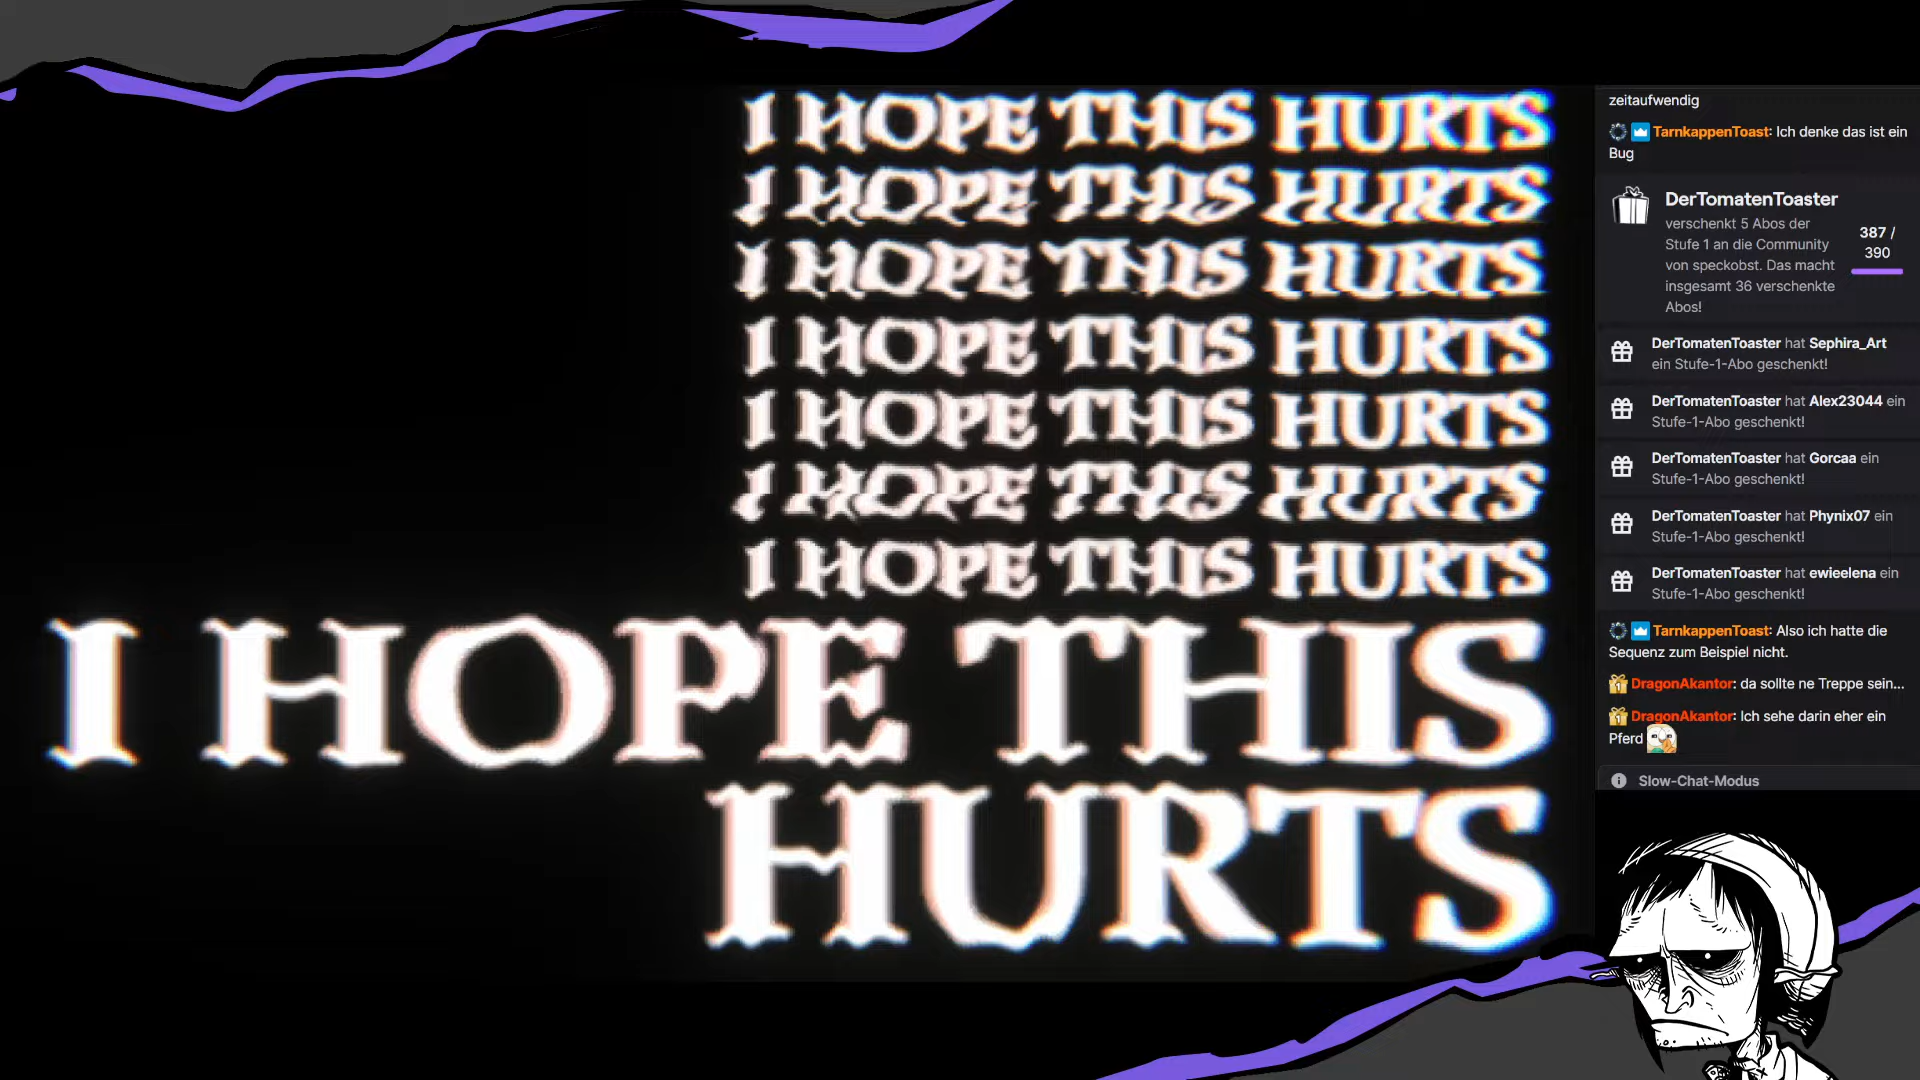 I HOPE THIS HURTS
I HOPE THIS HURTS
I HOPE THIS HURTS
I HOPE THIS HURTS
I HOPE THIS HURTS
I HOPE THIS HURTS
I HOPE THIS HURTS
I HOPE THIS
HURTS
zeitaufwendig
TarnkappenToast: Ich denke das ist ein
Bug
DerTomatenToaster
verschenkt 5 Abos der
Stufe 1 an die Community
von speckobst. Das macht
insgesamt 36 verschenkte
Abos!
387 /
390
DerTomatenToaster hat Sephira_Art
ein Stufe-1-Abo geschenkt!
DerTomatenToaster hat Alex23044 ein
Stufe-1-Abo geschenkt!
DerTomatenToaster hat Gorcaa ein
Stufe-1-Abo geschenkt!
DerTomatenToaster hat Phynix07 ein
Stufe-1-Abo geschenkt!
DerTomatenToaster hat ewieelena ein
Stufe-1-Abo geschenkt!
TarnkappenToast: Also ich hatte die
Sequenz zum Beispiel nicht.
DragonAkantor: da sollte ne Treppe sein...
DragonAkantor: Ich sehe darin eher ein
Pferd
Slow-Chat-Modus